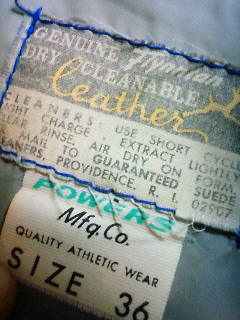 GENUINE
DRY CLEANABLE
leather
CLEANERS: USE SHORT CYCLE
CHARGE EXTRACT LIGHTLY
RINSE. AIR DRY ON FORM.
MAIL TO GUARANTEED SUEDE
CLEANERS, PROVIDENCE, R. I. 02907
POWERS
Mfg. Co.
QUALITY ATHLETIC WEAR
SIZE 36